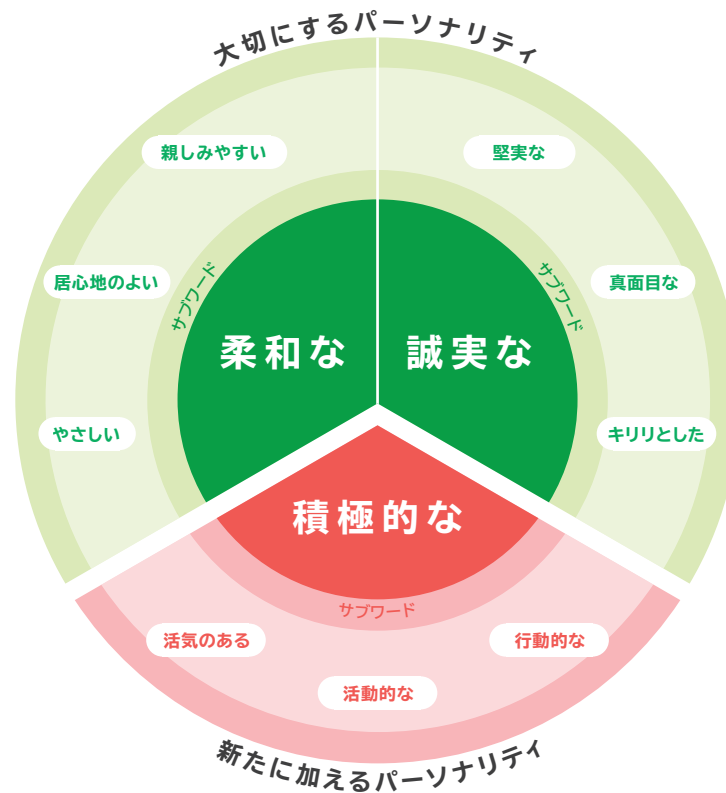 大切にするパーソナリティ
親しみやすい
堅実な
居心地のよい
真面目な
サブワード
サブワード
柔和な
誠実な
やさしい
キリリとした
積極的な
サブワード
活気のある
行動的な
活動的な
新たに加えるパーソナリティ